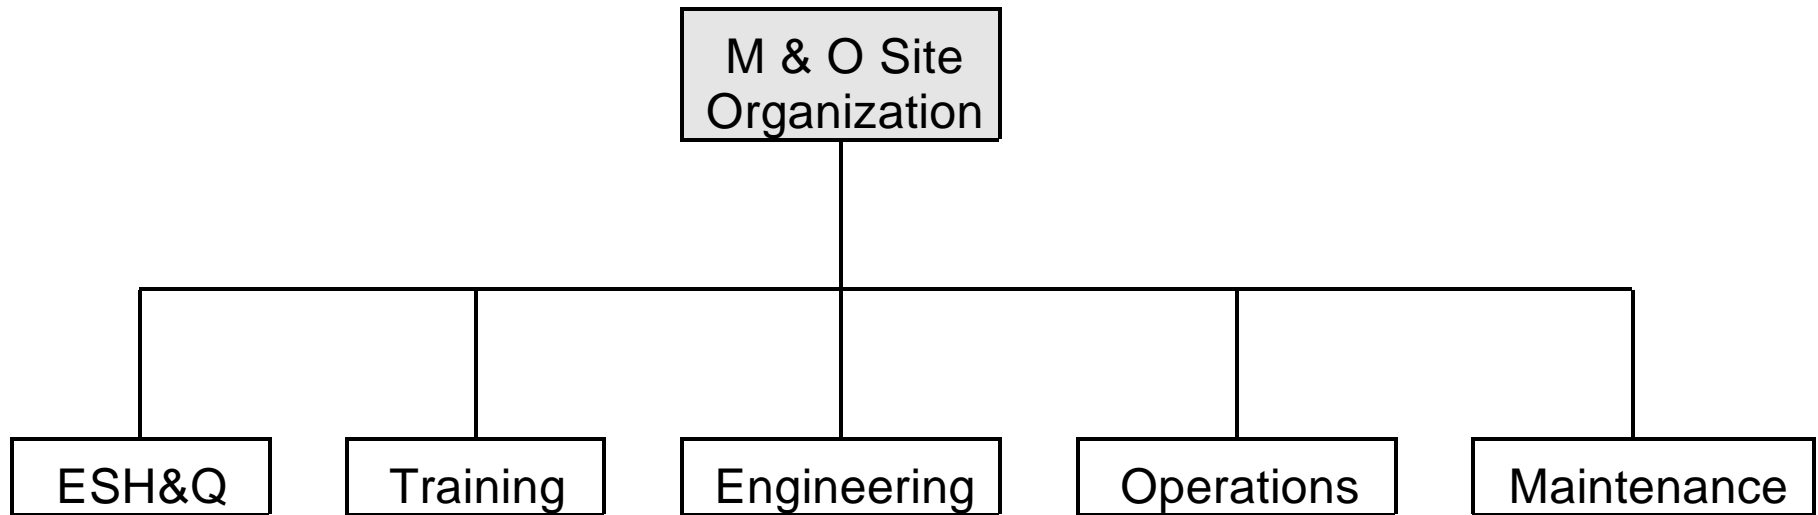 M & O Site
Organization
ESH&Q
Training
Engineering
Operations
Maintenance